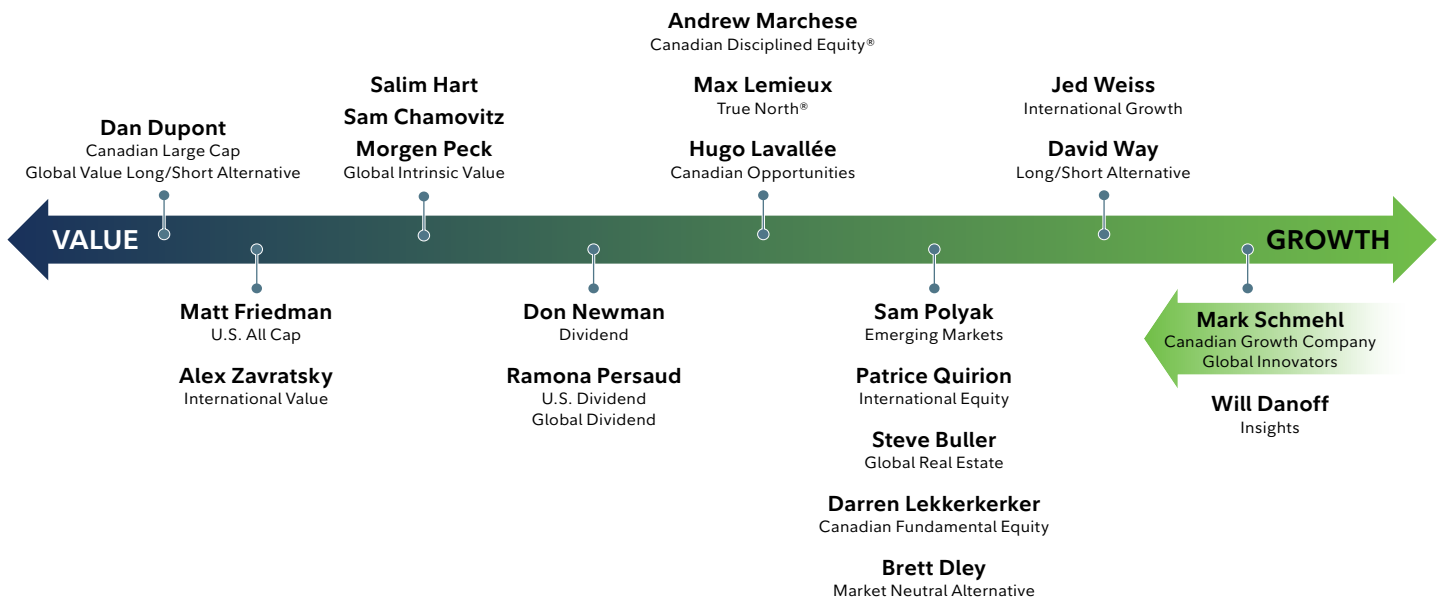 Andrew Marchese
Canadian Disciplined Equity®
Salim Hart
Sam Chamovitz
Morgen Peck
Global Intrinsic Value
Max Lemieux
True North®
Jed Weiss
International Growth
Dan Dupont
Canadian Large Cap
Global Value Long/Short Alternative
Hugo Lavallée
Canadian Opportunities
David Way
Long/Short Alternative
VALUE
GROWTH
Matt Friedman
U.S. All Cap
Alex Zavratsky
International Value
Don Newman
Dividend
Ramona Persaud
U.S. Dividend
Global Dividend
Sam Polyak
Emerging Markets
Patrice Quirion
International Equity
Steve Buller
Global Real Estate
Darren Lekkerkerker
Canadian Fundamental Equity
Brett Dley
Market Neutral Alternative
Mark Schmehl
Canadian Growth Company
Global Innovators
Will Danoff
Insights